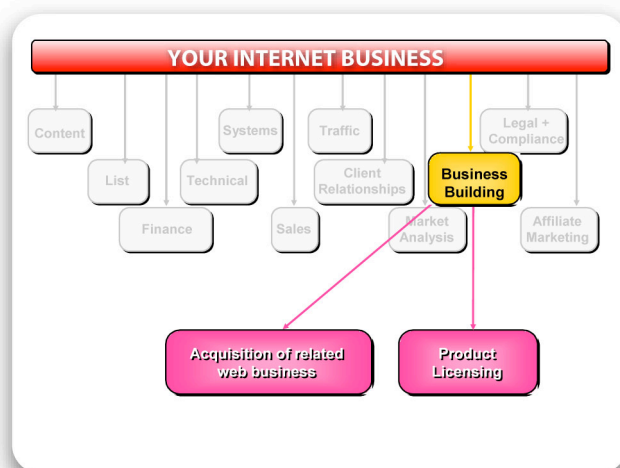 YOUR INTERNET BUSINESS
Content
Systems
Traffic
Legal +
Compliance
List
Technical
Client
Relationships
Business
Building
Finance
Sales
Market
Analysis
Affiliate
Marketing
Acquisition of related
web business
Product
Licensing